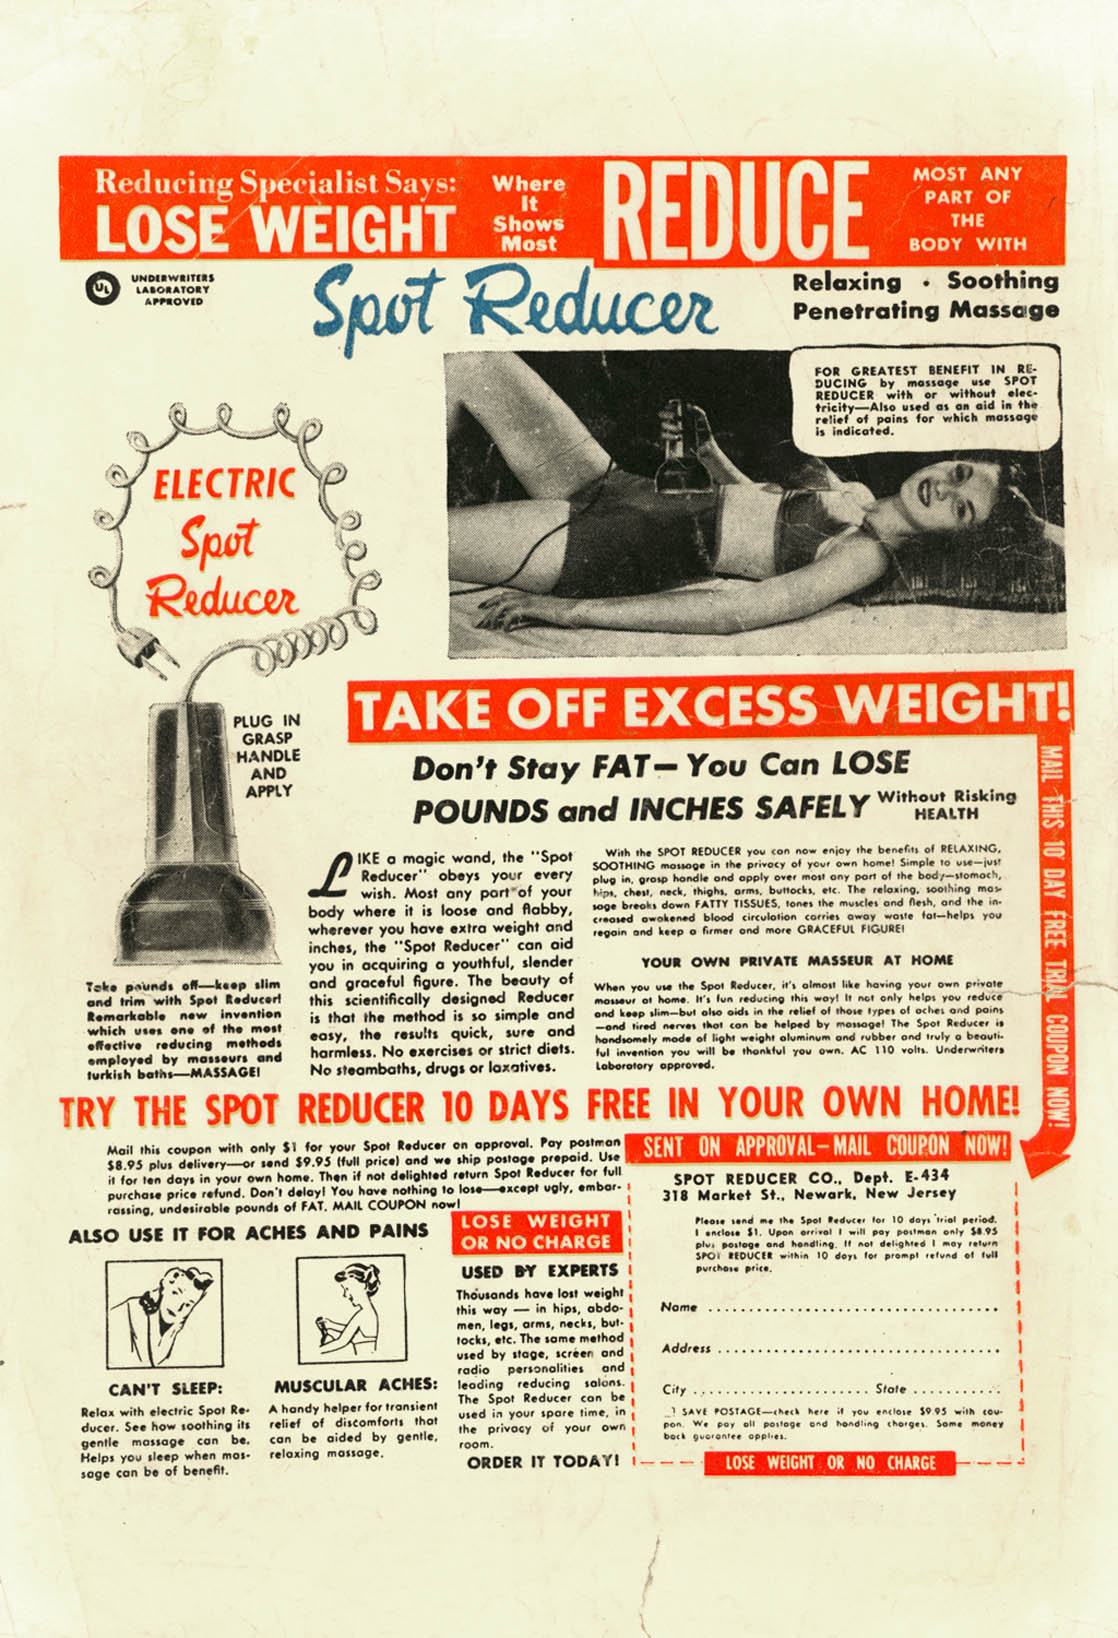 Reducing Specialist Says:
LOSE WEIGHT
Where
It
Shows
Most
REDUCE
MOST ANY
PART OF
THE
BODY WITH
UL
UNDERWRITERS
LABORATORY
APPROVED
Spot Reducer
Relaxing • Soothing
Penetrating Massage
FOR GREATEST BENEFIT IN RE-
DUCING by massage use SPOT
REDUCER with or without elec-
tricity—Also used as an aid in the
relief of pains for which massage
is indicated.
ELECTRIC
Spot
Reducer
PLUG IN
GRASP
HANDLE
AND
APPLY
Take pounds off—keep slim
and trim with Spot Reducer!
Remarkable new invention
which uses one of the most
effective reducing methods
employed by masseurs and
turkish baths—MASSAGE!
TAKE OFF EXCESS WEIGHT!
Don't Stay FAT—You Can LOSE
POUNDS and INCHES SAFELY Without Risking
HEALTH
LIKE a magic wand, the "Spot
Reducer" obeys your every
wish. Most any part of your
body where it is loose and flabby,
wherever you have extra weight and
inches, the "Spot Reducer" can aid
you in acquiring a youthful, slender
and graceful figure. The beauty of
this scientifically designed Reducer
is that the method is so simple and
easy, the results quick, sure and
harmless. No exercises or strict diets.
No steambaths, drugs or laxatives.
With the SPOT REDUCER you can now enjoy the benefits of RELAXING,
SOOTHING massage in the privacy of your own home! Simple to use—just
plug in, grasp handle and apply over most any part of the body—stomach,
hips, chest, neck, thighs, arms, buttocks, etc. The relaxing, soothing mas-
sage breaks down FATTY TISSUES, tones the muscles and flesh, and the in-
creased awakened blood circulation carries away waste fat—helps you
regain and keep a firmer and more GRACEFUL FIGURE!
YOUR OWN PRIVATE MASSEUR AT HOME
When you use the Spot Reducer, it's almost like having your own private
masseur at home. It's fun reducing this way! It not only helps you reduce
and keep slim—but also aids in the relief of those types of aches and pains
—and tired nerves that can be helped by massage! The Spot Reducer is
handsomely made of light weight aluminum and rubber and truly a beauti-
ful invention you will be thankful you own. AC 110 volts. Underwriters
Laboratory approved.
MAIL THIS 10 DAY FREE TRIAL COUPON NOW!
TRY THE SPOT REDUCER 10 DAYS FREE IN YOUR OWN HOME!
Mail this coupon with only $1 for your Spot Reducer on approval. Pay postman
$8.95 plus delivery—or send $9.95 (full price) and we ship postage prepaid. Use
it for ten days in your own home. Then if not delighted return Spot Reducer for full
purchase price refund. Don't delay! You have nothing to lose—except ugly, embar-
rassing, undesirable pounds of FAT. MAIL COUPON now!
ALSO USE IT FOR ACHES AND PAINS
CAN'T SLEEP:
Relax with electric Spot Re-
ducer. See how soothing its
gentle massage can be.
Helps you sleep when mas-
sage can be of benefit.
MUSCULAR ACHES:
A handy helper for transient
relief of discomforts that
can be aided by gentle,
relaxing massage.
LOSE WEIGHT
OR NO CHARGE
USED BY EXPERTS
Thousands have lost weight
this way — in hips, abdo-
men, legs, arms, necks, but-
tocks, etc. The same method
used by stage, screen and
radio personalities and
leading reducing salons.
The Spot Reducer can be
used in your spare time, in
the privacy of your own
room.
ORDER IT TODAY!
SENT ON APPROVAL—MAIL COUPON NOW!
SPOT REDUCER CO., Dept. E-434
318 Market St., Newark, New Jersey
Please send me the Spot Reducer for 10 days trial period.
I enclose $1. Upon arrival I will pay postman only $8.95
plus postage and handling. If not delighted I may return
SPOT REDUCER within 10 days for prompt refund of full
purchase price.
Name
Address
City State
SAVE POSTAGE—check here if you enclose $9.95 with cou-
pon. We pay all postage and handling charges. Same money
back guarantee applies.
LOSE WEIGHT OR NO CHARGE